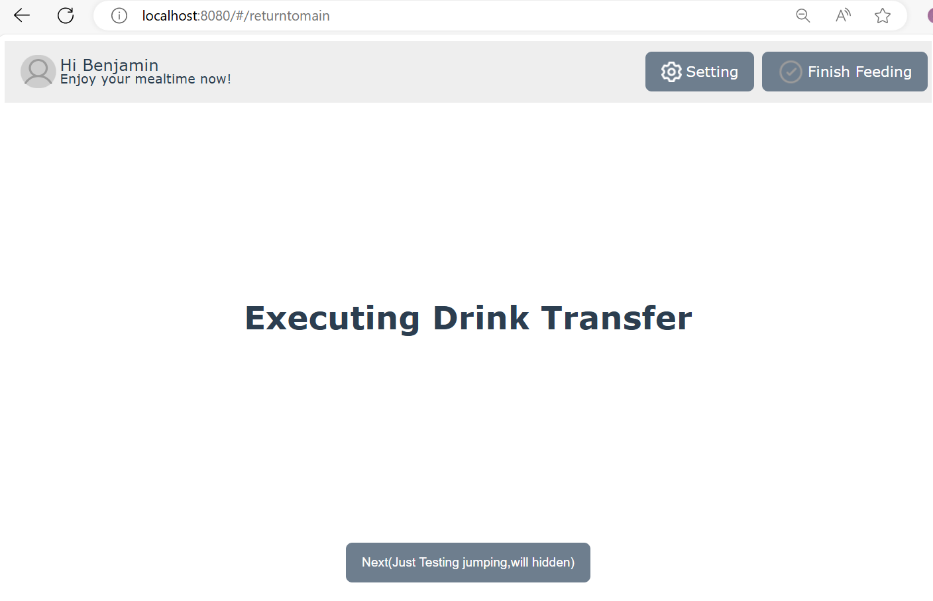 localhost:8080/#/returntomain
Hi Benjamin
Enjoy your mealtime now!
Setting
Finish Feeding
Executing Drink Transfer
Next(Just Testing jumping,will hidden)